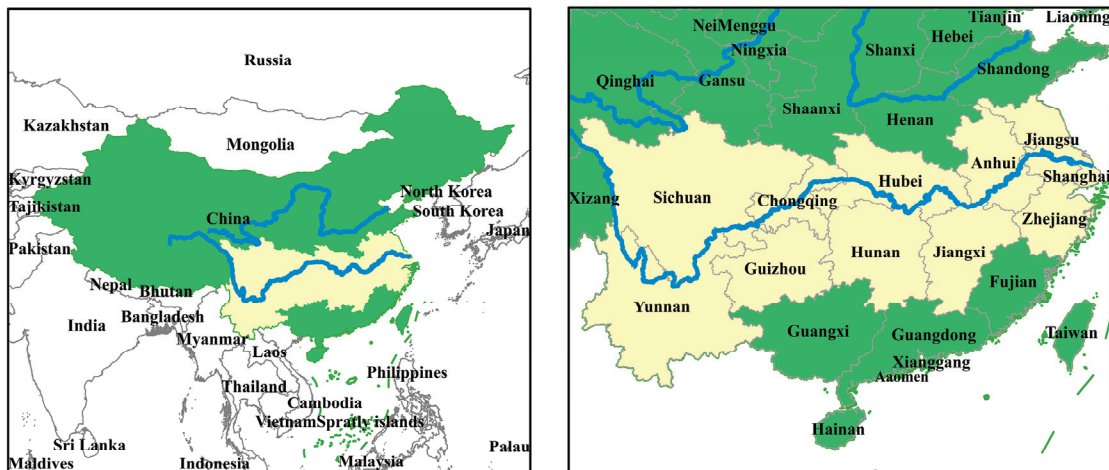 Russia
Kazakhstan
Mongolia
Kyrgyzstan
North Korea
Tajikistan
China
South Korea
Japan
Pakistan
Nepal
Bhutan
Bangladesh
India
Myanmar
Laos
Philippines
Thailand
Cambodia
VietnamSpratly islands
Sri Lanka
Palau
Maldives
Indonesia
Malaysia
Tianjin
Liaoning
NeiMenggu
Hebei
Ningxia
Shanxi
Qinghai
Gansu
Shandong
Shaanxi
Henan
Jiangsu
Anhui
Shanghai
Hubei
Xizang
Sichuan
Chongqing
Zhejiang
Hunan
Jiangxi
Guizhou
Fujian
Yunnan
Guangxi
Guangdong
Taiwan
Xianggang
Aaomen
Hainan